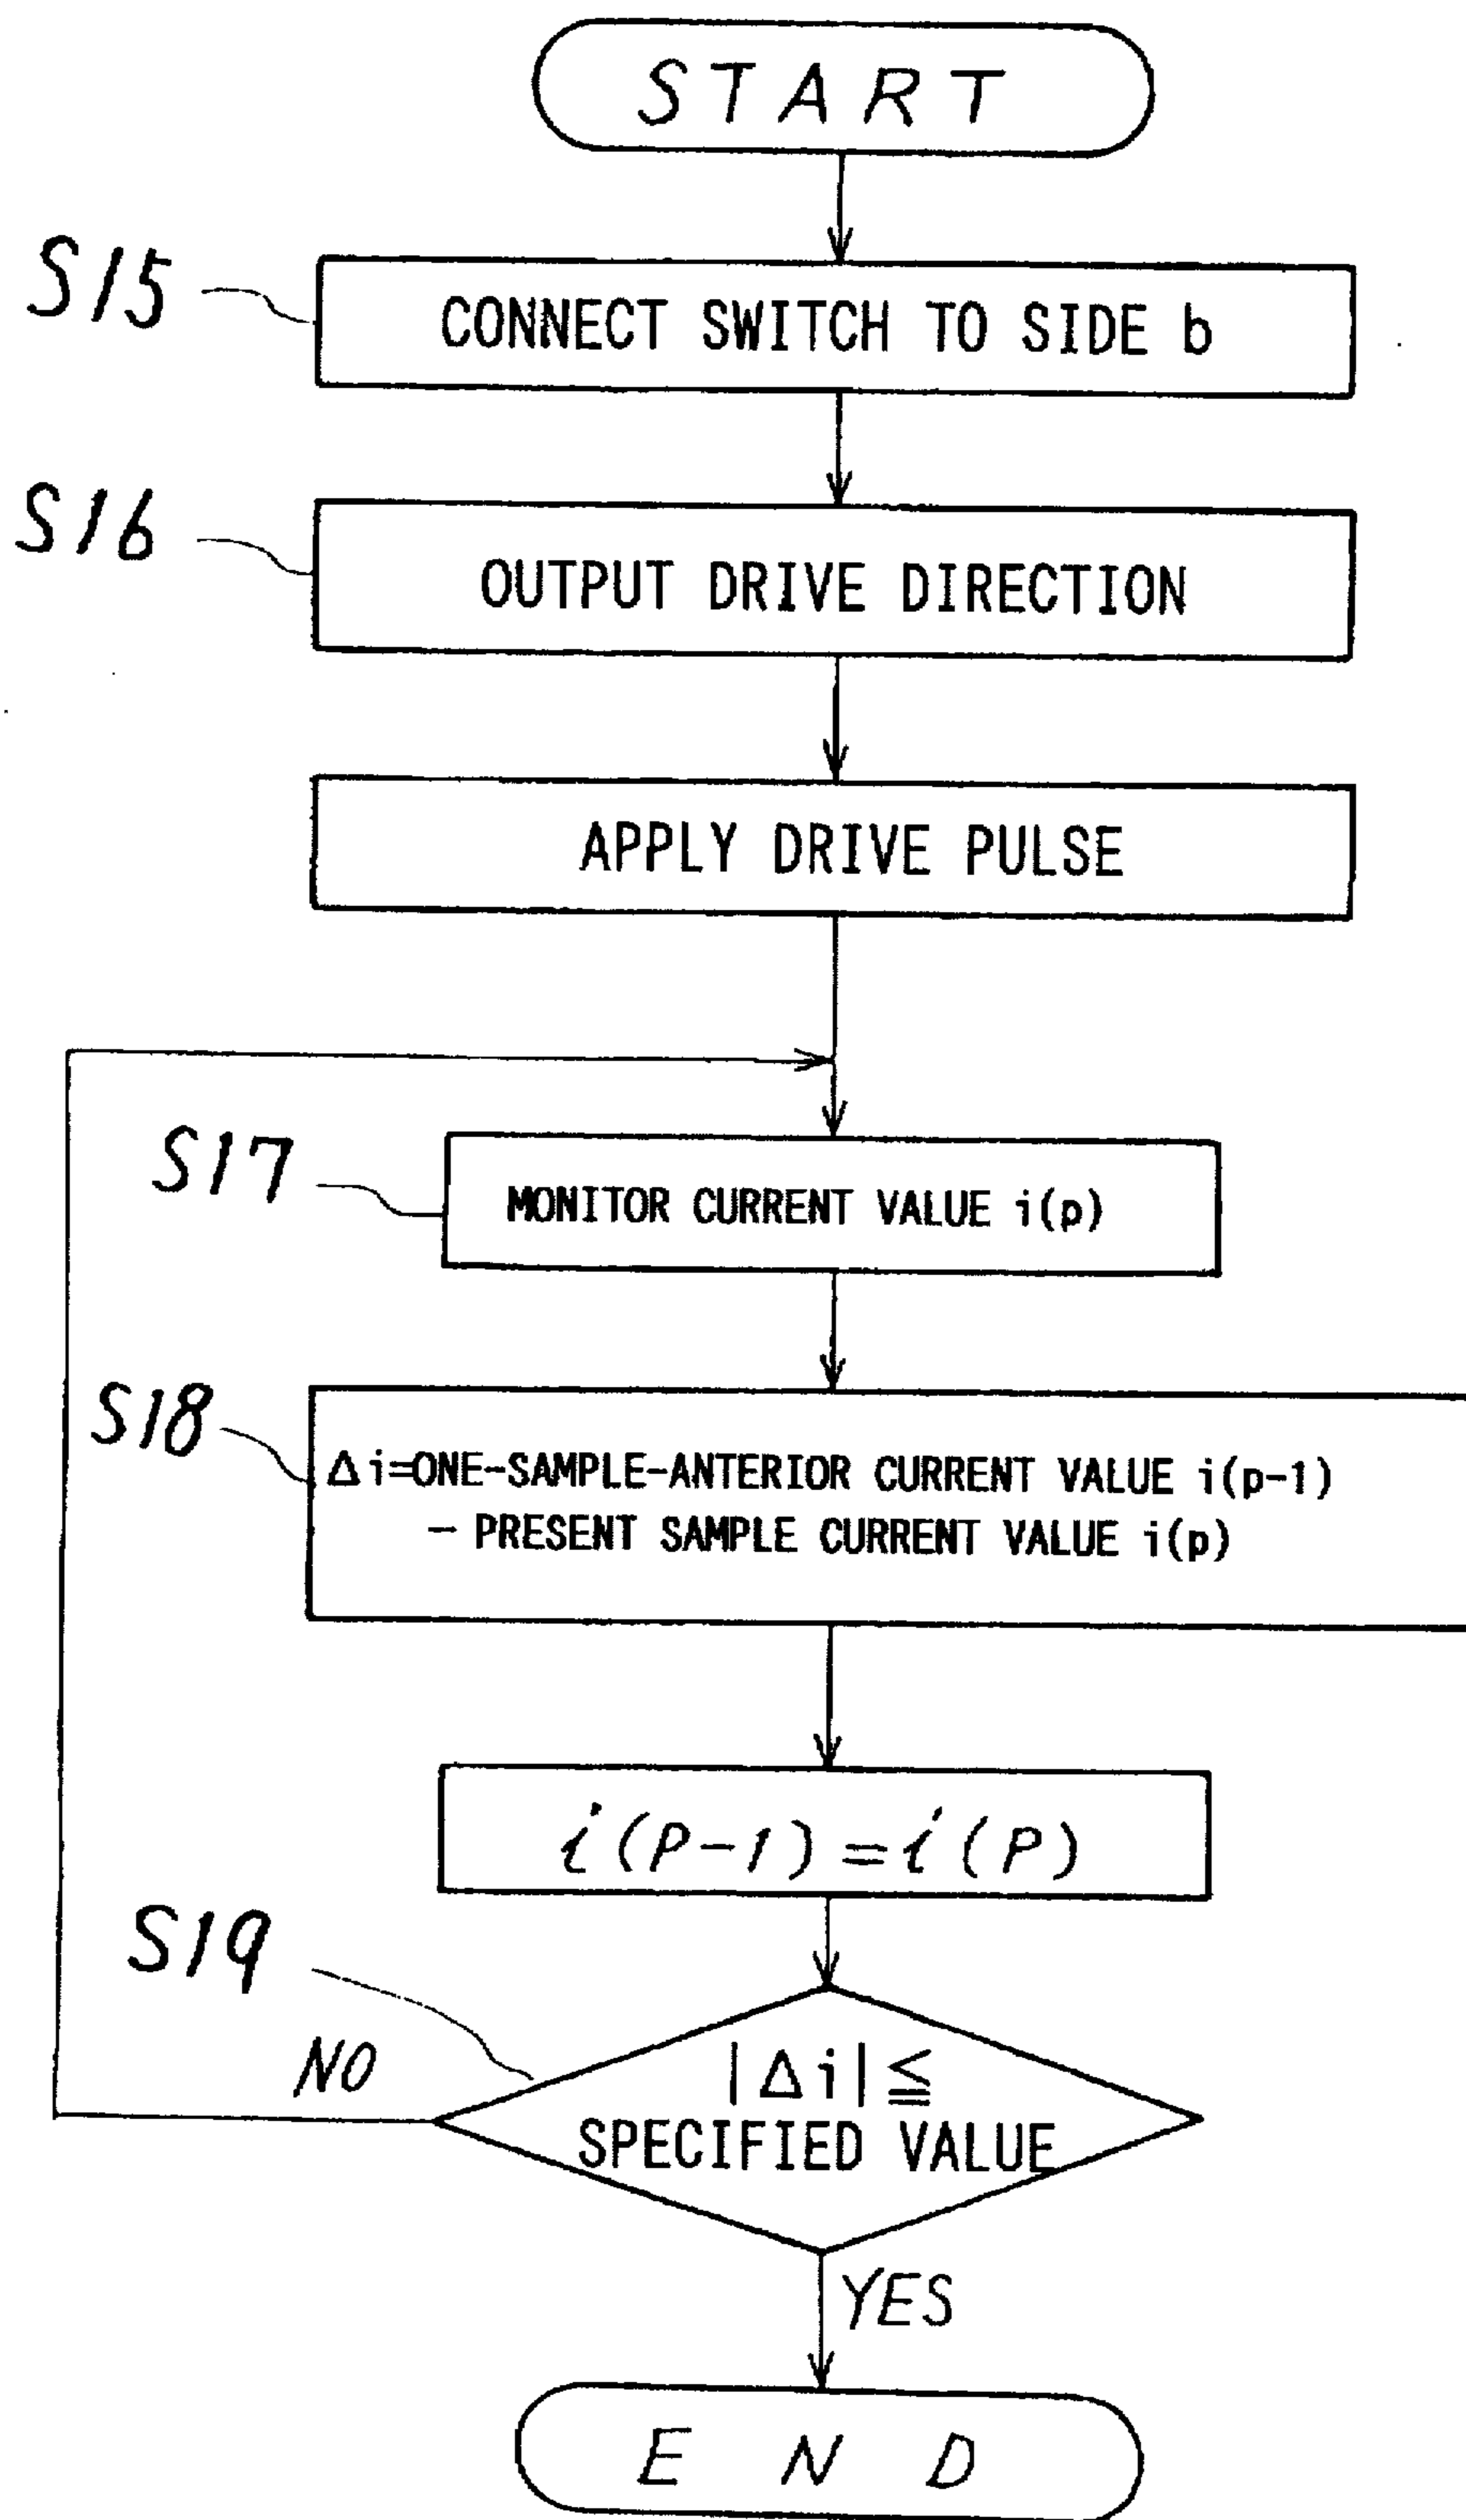 START
S15
CONNECT SWITCH TO SIDE b
S16
OUTPUT DRIVE DIRECTION
APPLY DRIVE PULSE
S17
MONITOR CURRENT VALUE i(p)
S18
Δi=ONE-SAMPLE-ANTERIOR CURRENT VALUE i(p-1)
- PRESENT SAMPLE CURRENT VALUE i(p)
i(P-1)=i(P)
S19
NO
|Δi|≦
SPECIFIED VALUE
YES
END